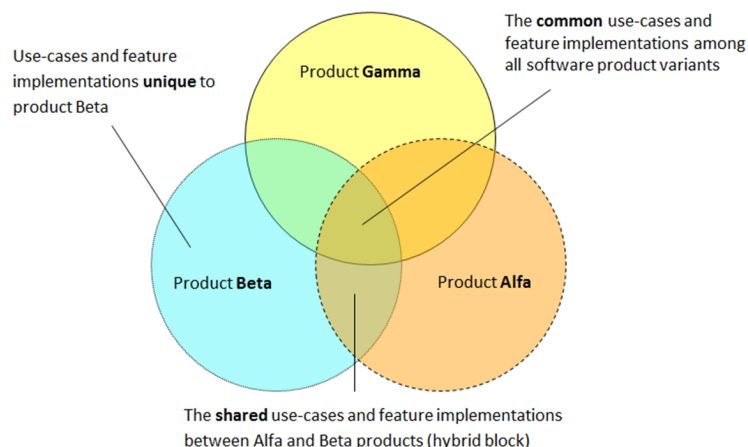 The common use-cases and
feature implementations among
all software product variants
Use-cases and feature
implementations unique to
product Beta
Product Gamma
Product Beta
Product Alfa
The shared use-cases and feature implementations
between Alfa and Beta products (hybrid block)